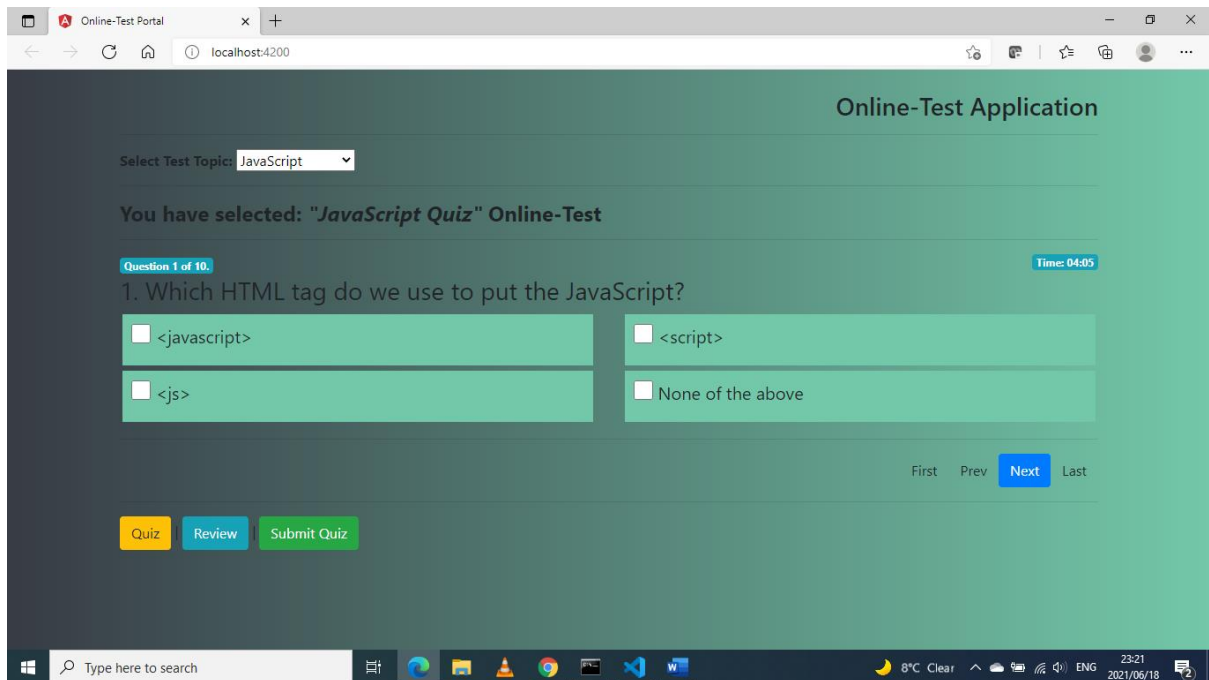 Online-Test Portal
localhost:4200
Online-Test Application
Select Test Topic: JavaScript
You have selected: "JavaScript Quiz" Online-Test
Question 1 of 10.
Time: 04:05
1. Which HTML tag do we use to put the JavaScript?
<javascript>
<script>
<js>
None of the above
First Prev Next Last
Quiz | Review | Submit Quiz
Type here to search
8°C Clear
ENG
23:21
2021/06/18
2